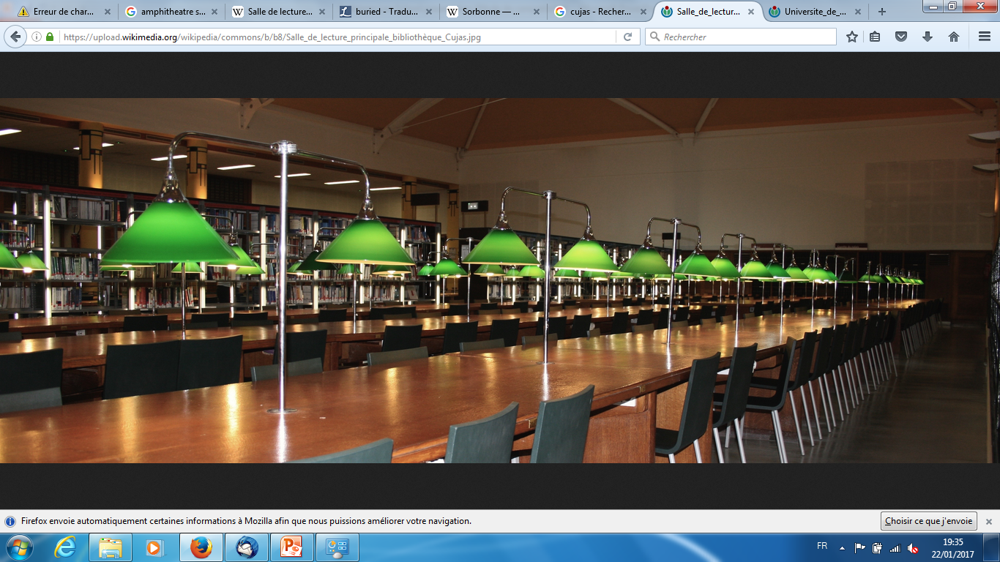 Erreur de char...
amphitheatre s...
Salle de lecture...
buried - Tradu...
Sorbonne — ...
cujas - Recher...
Salle_de_lectur...
Universite_de_...
https://upload.wikimedia.org/wikipedia/commons/b/b8/Salle_de_lecture_principale_bibliothèque_Cujas.jpg
Rechercher
Firefox envoie automatiquement certaines informations à Mozilla afin que nous puissions améliorer votre navigation.
Choisir ce que j'envoie
FR
19:35
22/01/2017